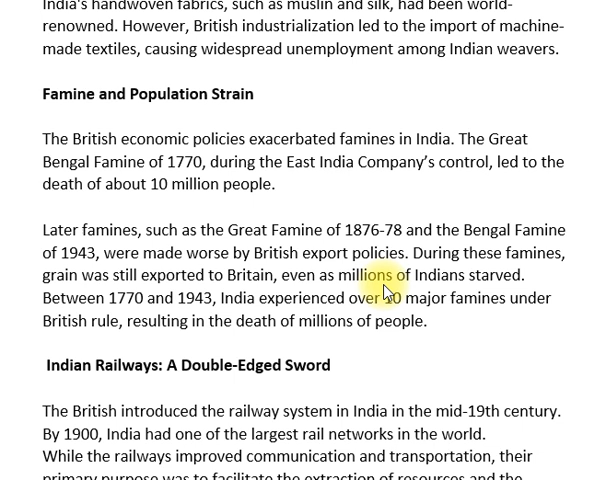 India's handwoven fabrics, such as muslin and silk, had been world-
renowned. However, British industrialization led to the import of machine-
made textiles, causing widespread unemployment among Indian weavers.
Famine and Population Strain
The British economic policies exacerbated famines in India. The Great
Bengal Famine of 1770, during the East India Company’s control, led to the
death of about 10 million people.
Later famines, such as the Great Famine of 1876-78 and the Bengal Famine
of 1943, were made worse by British export policies. During these famines,
grain was still exported to Britain, even as millions of Indians starved.
Between 1770 and 1943, India experienced over major famines under
British rule, resulting in the death of millions of people.
Indian Railways: A Double-Edged Sword
The British introduced the railway system in India in the mid-19th century.
By 1900, India had one of the largest rail networks in the world.
While the railways improved communication and transportation, their
primary purpose was to facilitate the extraction of resources and the